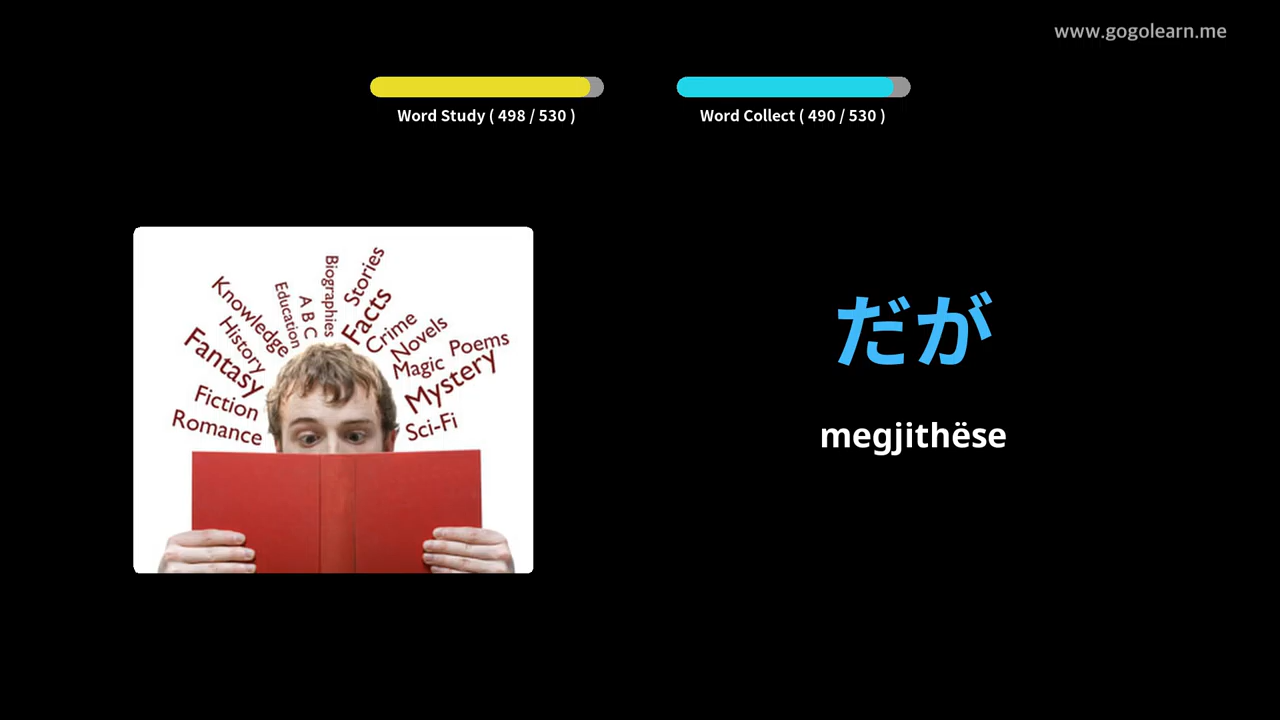 www.gogolearn.me
Word Study ( 498 / 530 )
Word Collect ( 490 / 530 )
Biographies
Stories
Education
A B C
Facts
Knowledge
Crime
History
Novels
Fantasy
Magic
Poems
Mystery
Fiction
Romance
Sci-Fi
だが
megjithëse